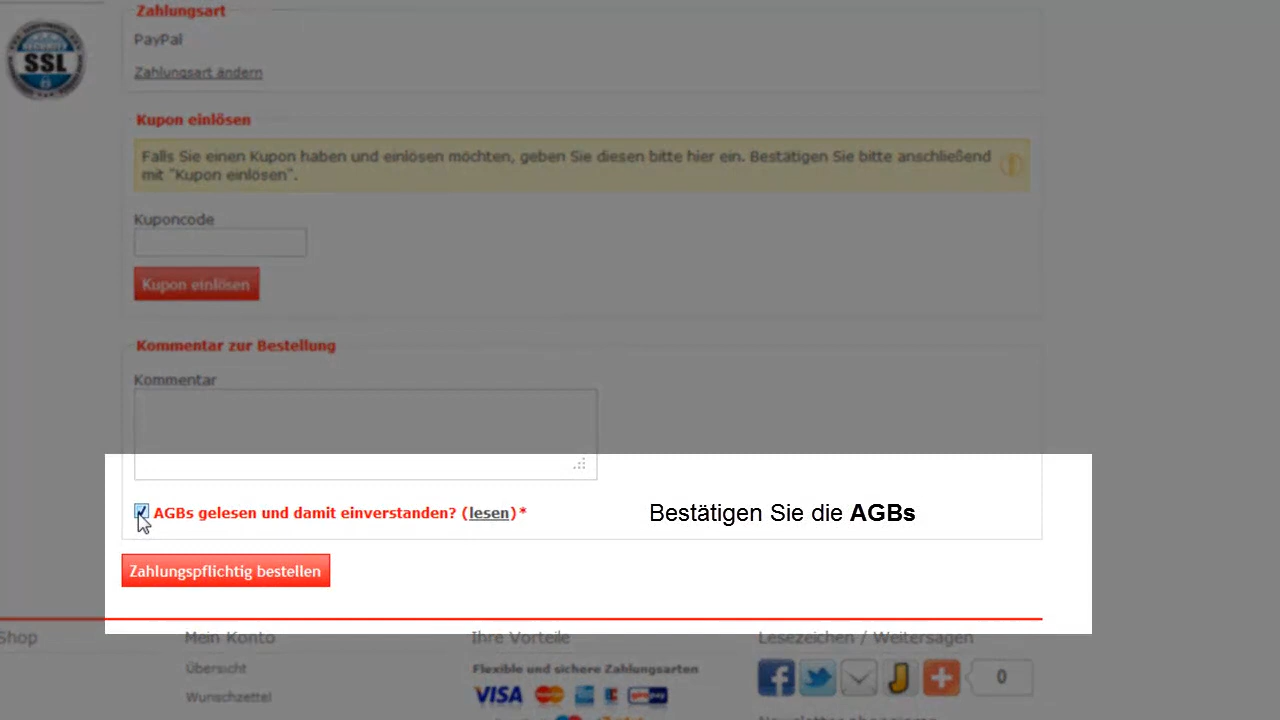 Zahlungsart
SSL
PayPal
Zahlungsart ändern
Kupon einlösen
Falls Sie einen Kupon haben und einlösen möchten, geben Sie diesen bitte hier ein. Bestätigen Sie bitte anschließend
mit "Kupon einlösen".
Kuponcode
Kupon einlösen
Kommentar zur Bestellung
Kommentar
AGBs gelesen und damit einverstanden? (lesen)*
Bestätigen Sie die AGBs
Zahlungspflichtig bestellen
Shop
Mein Konto
Ihre Vorteile
Lesezeichen / Weitersagen
Übersicht
Flexible und sichere Zahlungsarten
Wunschzettel
VISA
0